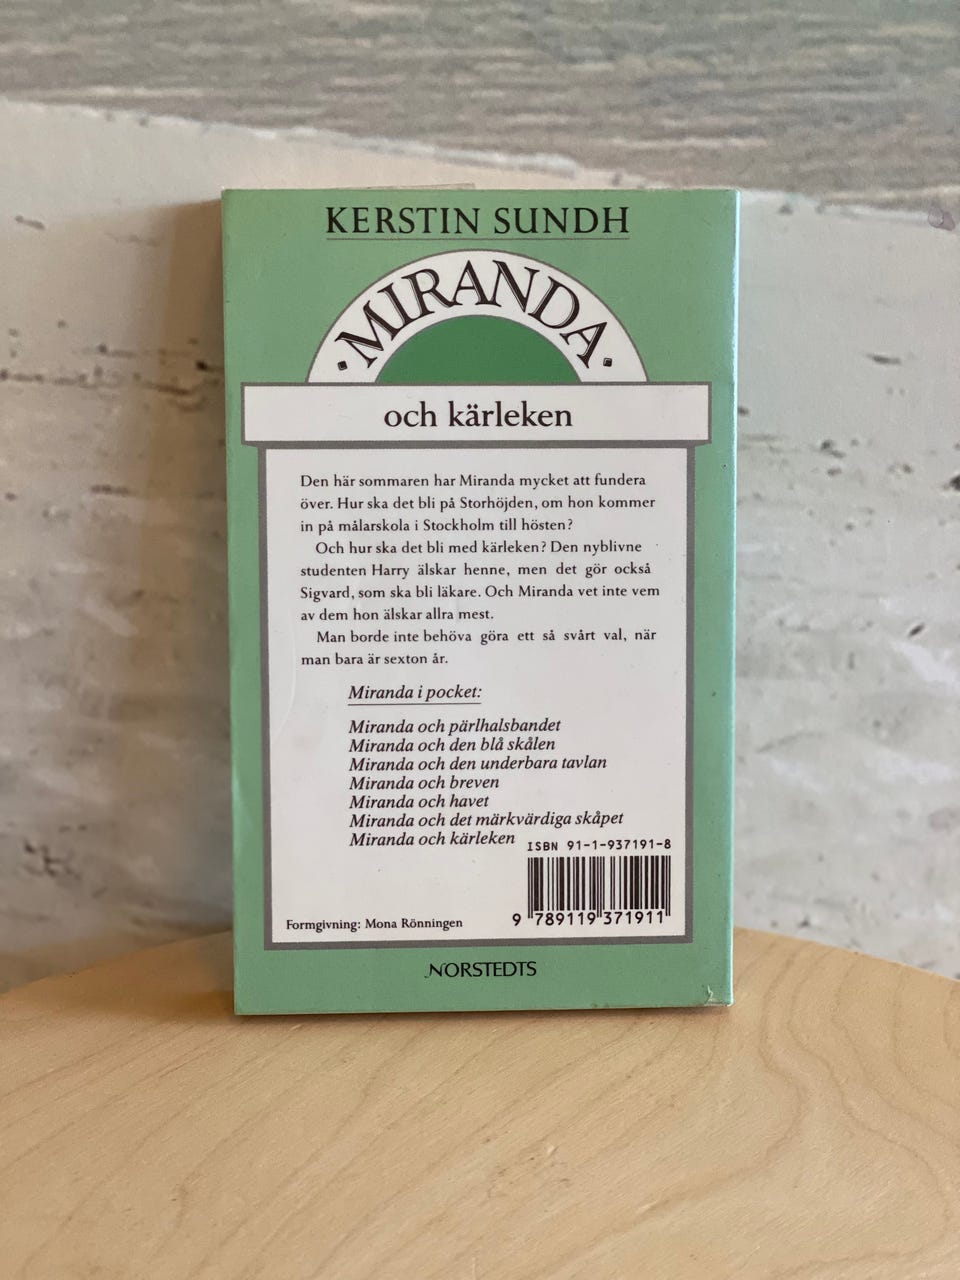 KERSTIN SUNDH
·MIRANDA·
och kärleken
Den här sommaren har Miranda mycket att fundera
över. Hur ska det bli på Storhöjden, om hon kommer
in på målarskola i Stockholm till hösten?
Och hur ska det bli med kärleken? Den nyblivne
studenten Harry älskar henne, men det gör också
Sigvard, som ska bli läkare. Och Miranda vet inte vem
av dem hon älskar allra mest.
Man borde inte behöva göra ett så svårt val, när
man bara är sexton år.
Miranda i pocket:
Miranda och pärlhalsbandet
Miranda och den blå skålen
Miranda och den underbara tavlan
Miranda och breven
Miranda och havet
Miranda och det märkvärdiga skåpet
Miranda och kärleken
ISBN 91-1-937191-8
9 789119 371911
Formgivning: Mona Rönningen
NORSTEDTS